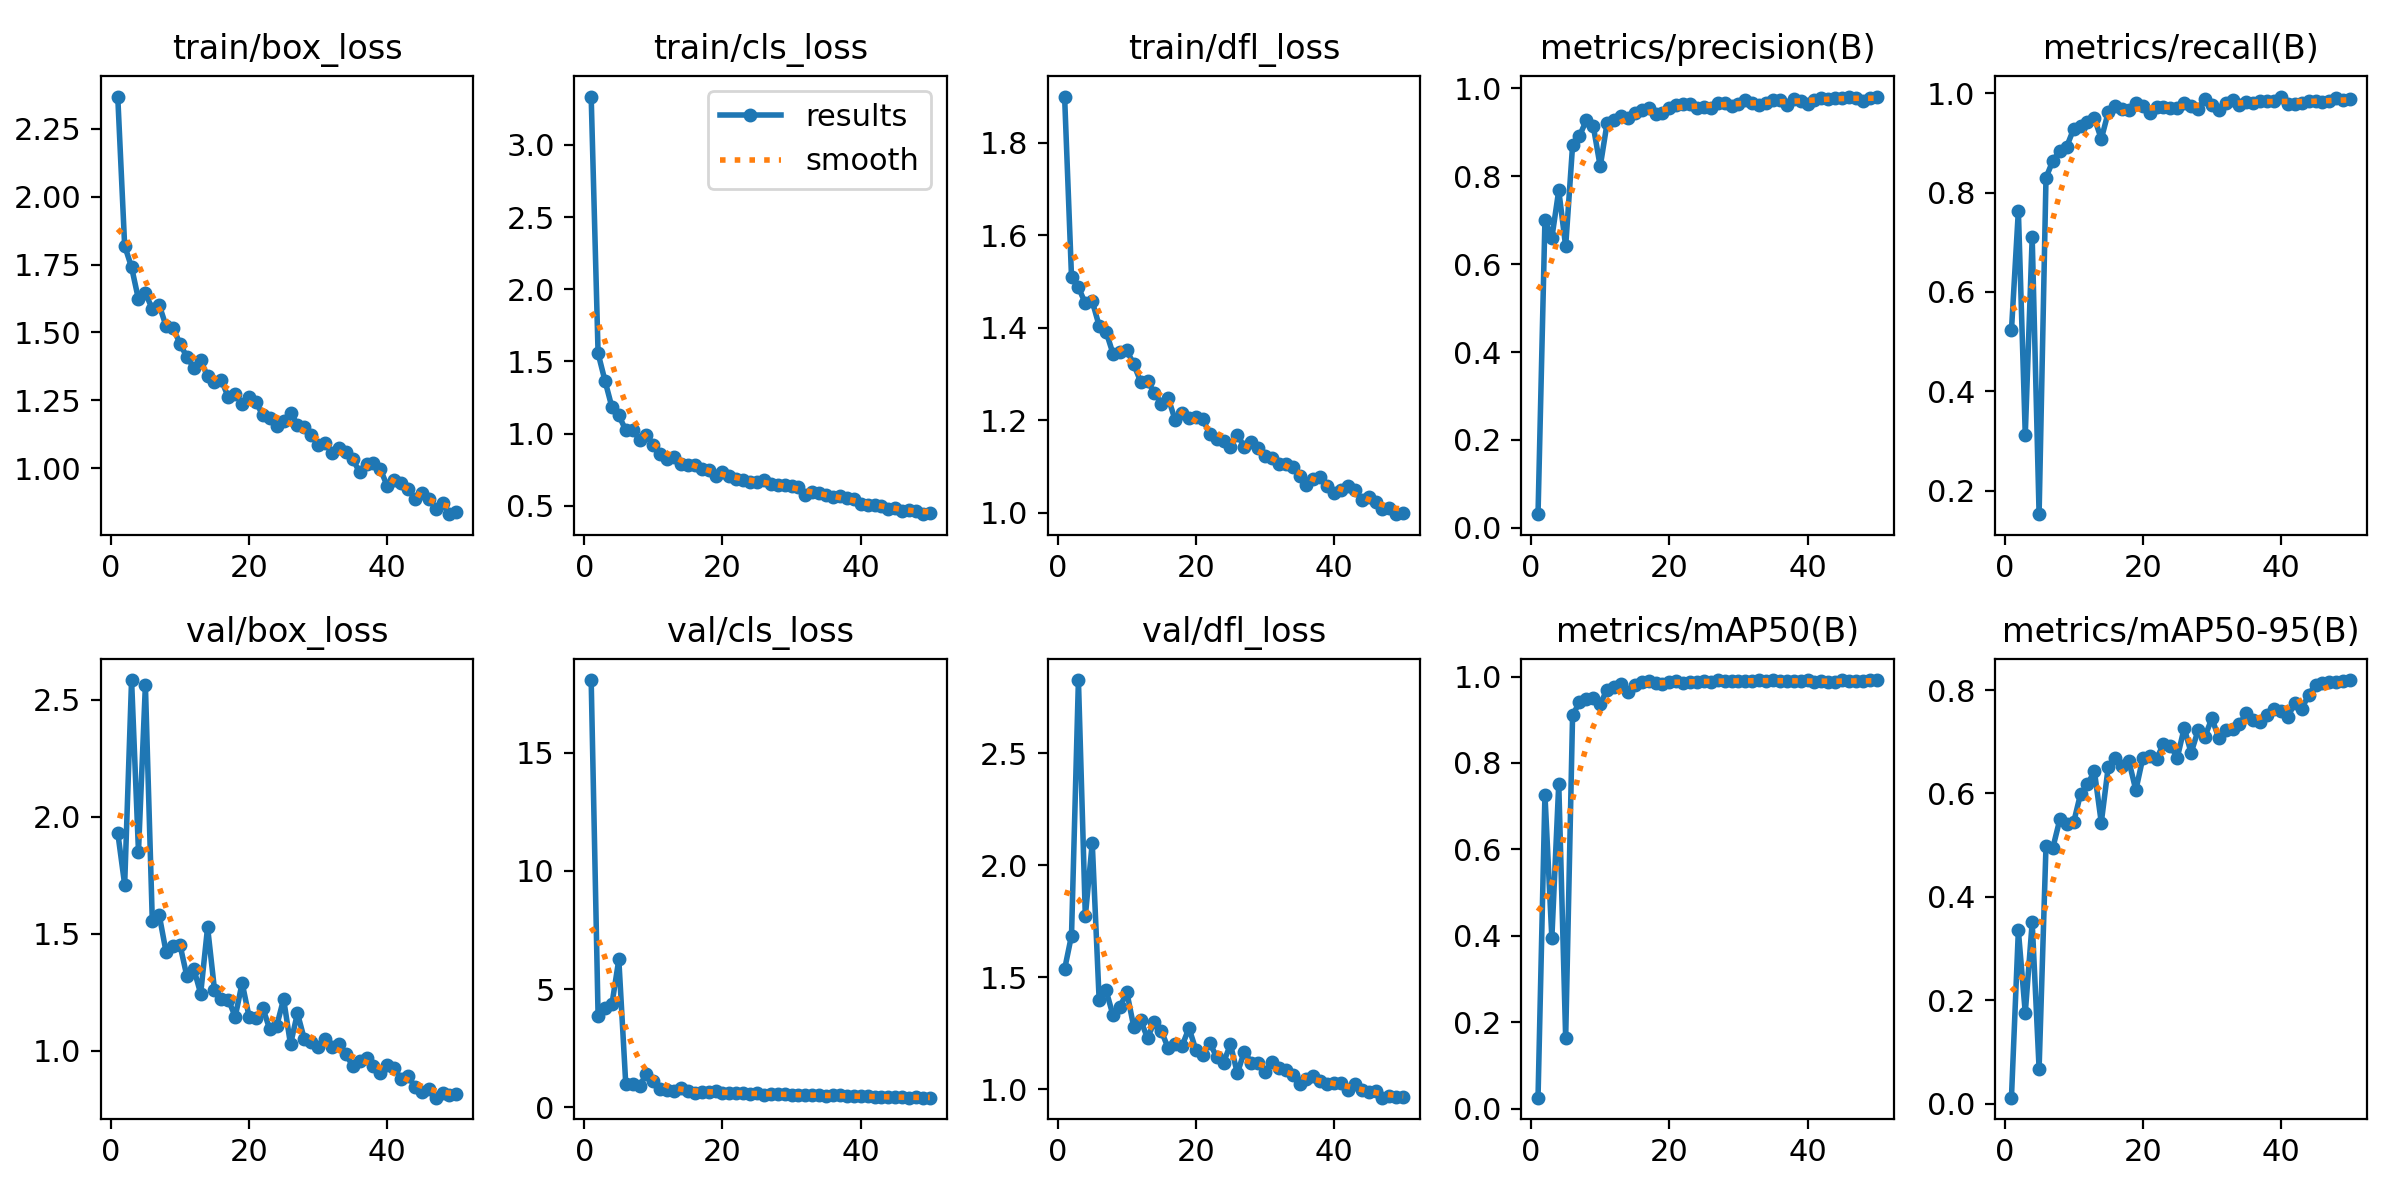 train/box_loss
2.25
2.00
1.75
1.50
1.25
1.00
0 20 40
train/cls_loss
results
smooth
3.0
2.5
2.0
1.5
1.0
0.5
0 20 40
train/dfl_loss
1.8
1.6
1.4
1.2
1.0
0 20 40
metrics/precision(B)
1.0
0.8
0.6
0.4
0.2
0.0
0 20 40
metrics/recall(B)
1.0
0.8
0.6
0.4
0.2
0 20 40
val/box_loss
2.5
2.0
1.5
1.0
0 20 40
val/cls_loss
15
10
5
0
0 20 40
val/dfl_loss
2.5
2.0
1.5
1.0
0 20 40
metrics/mAP50(B)
1.0
0.8
0.6
0.4
0.2
0.0
0 20 40
metrics/mAP50-95(B)
0.8
0.6
0.4
0.2
0.0
0 20 40